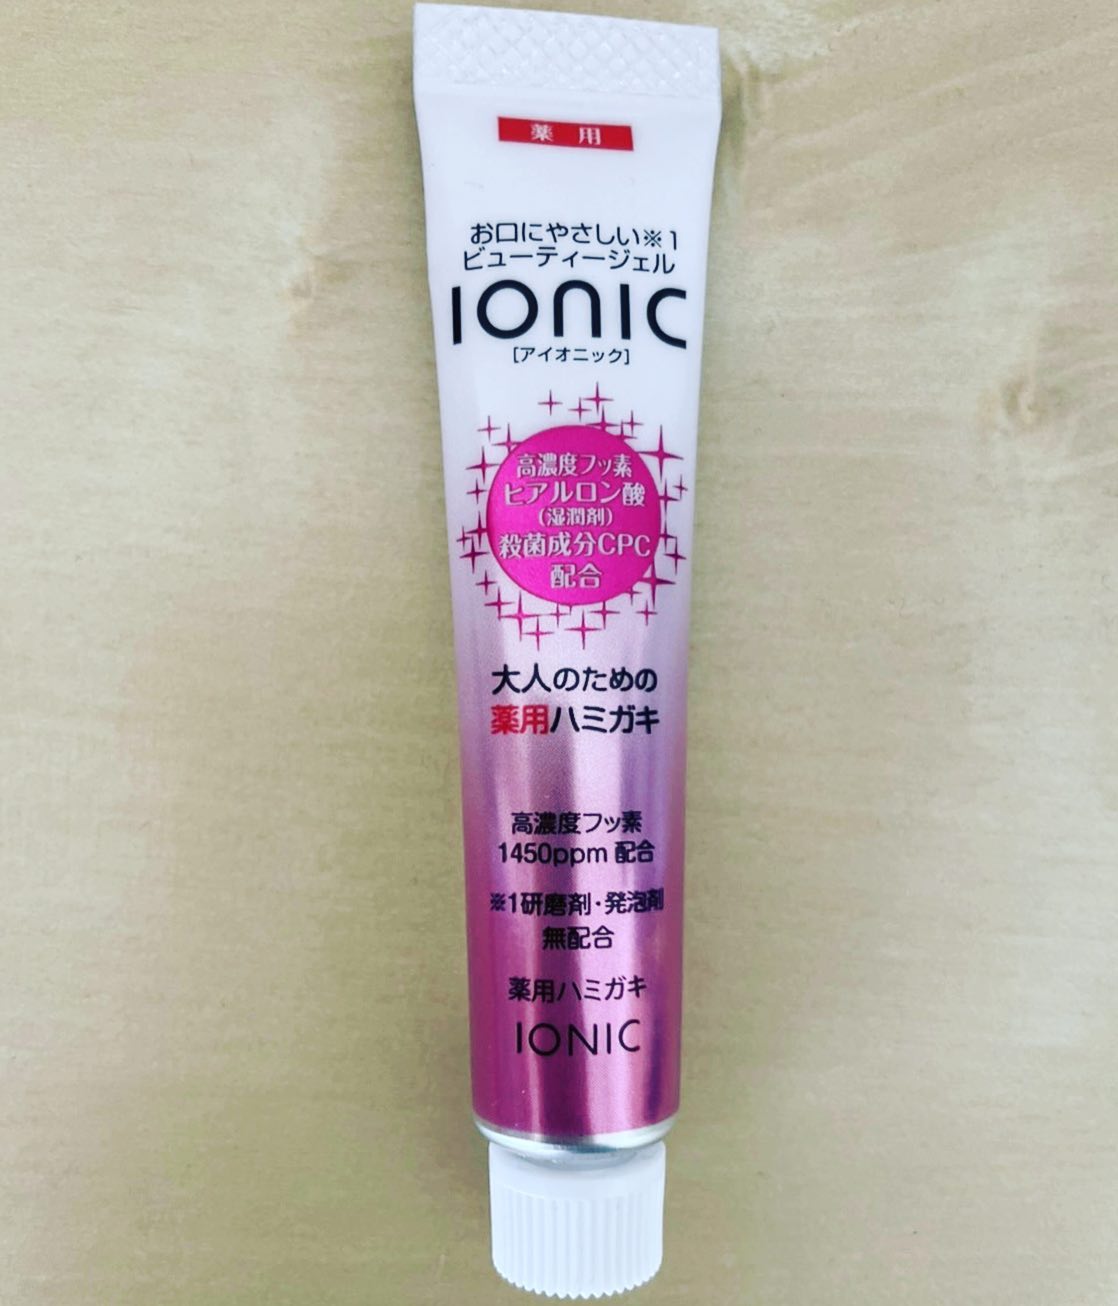 薬用
お口にやさしい※1
ビューティージェル
IONIC
[アイオニック]
高濃度フッ素
ヒアルロン酸
(湿潤剤)
殺菌成分CPC
配合
大人のための
薬用ハミガキ
高濃度フッ素
1450ppm 配合
※1研磨剤・発泡剤
無配合
薬用ハミガキ
IONIC